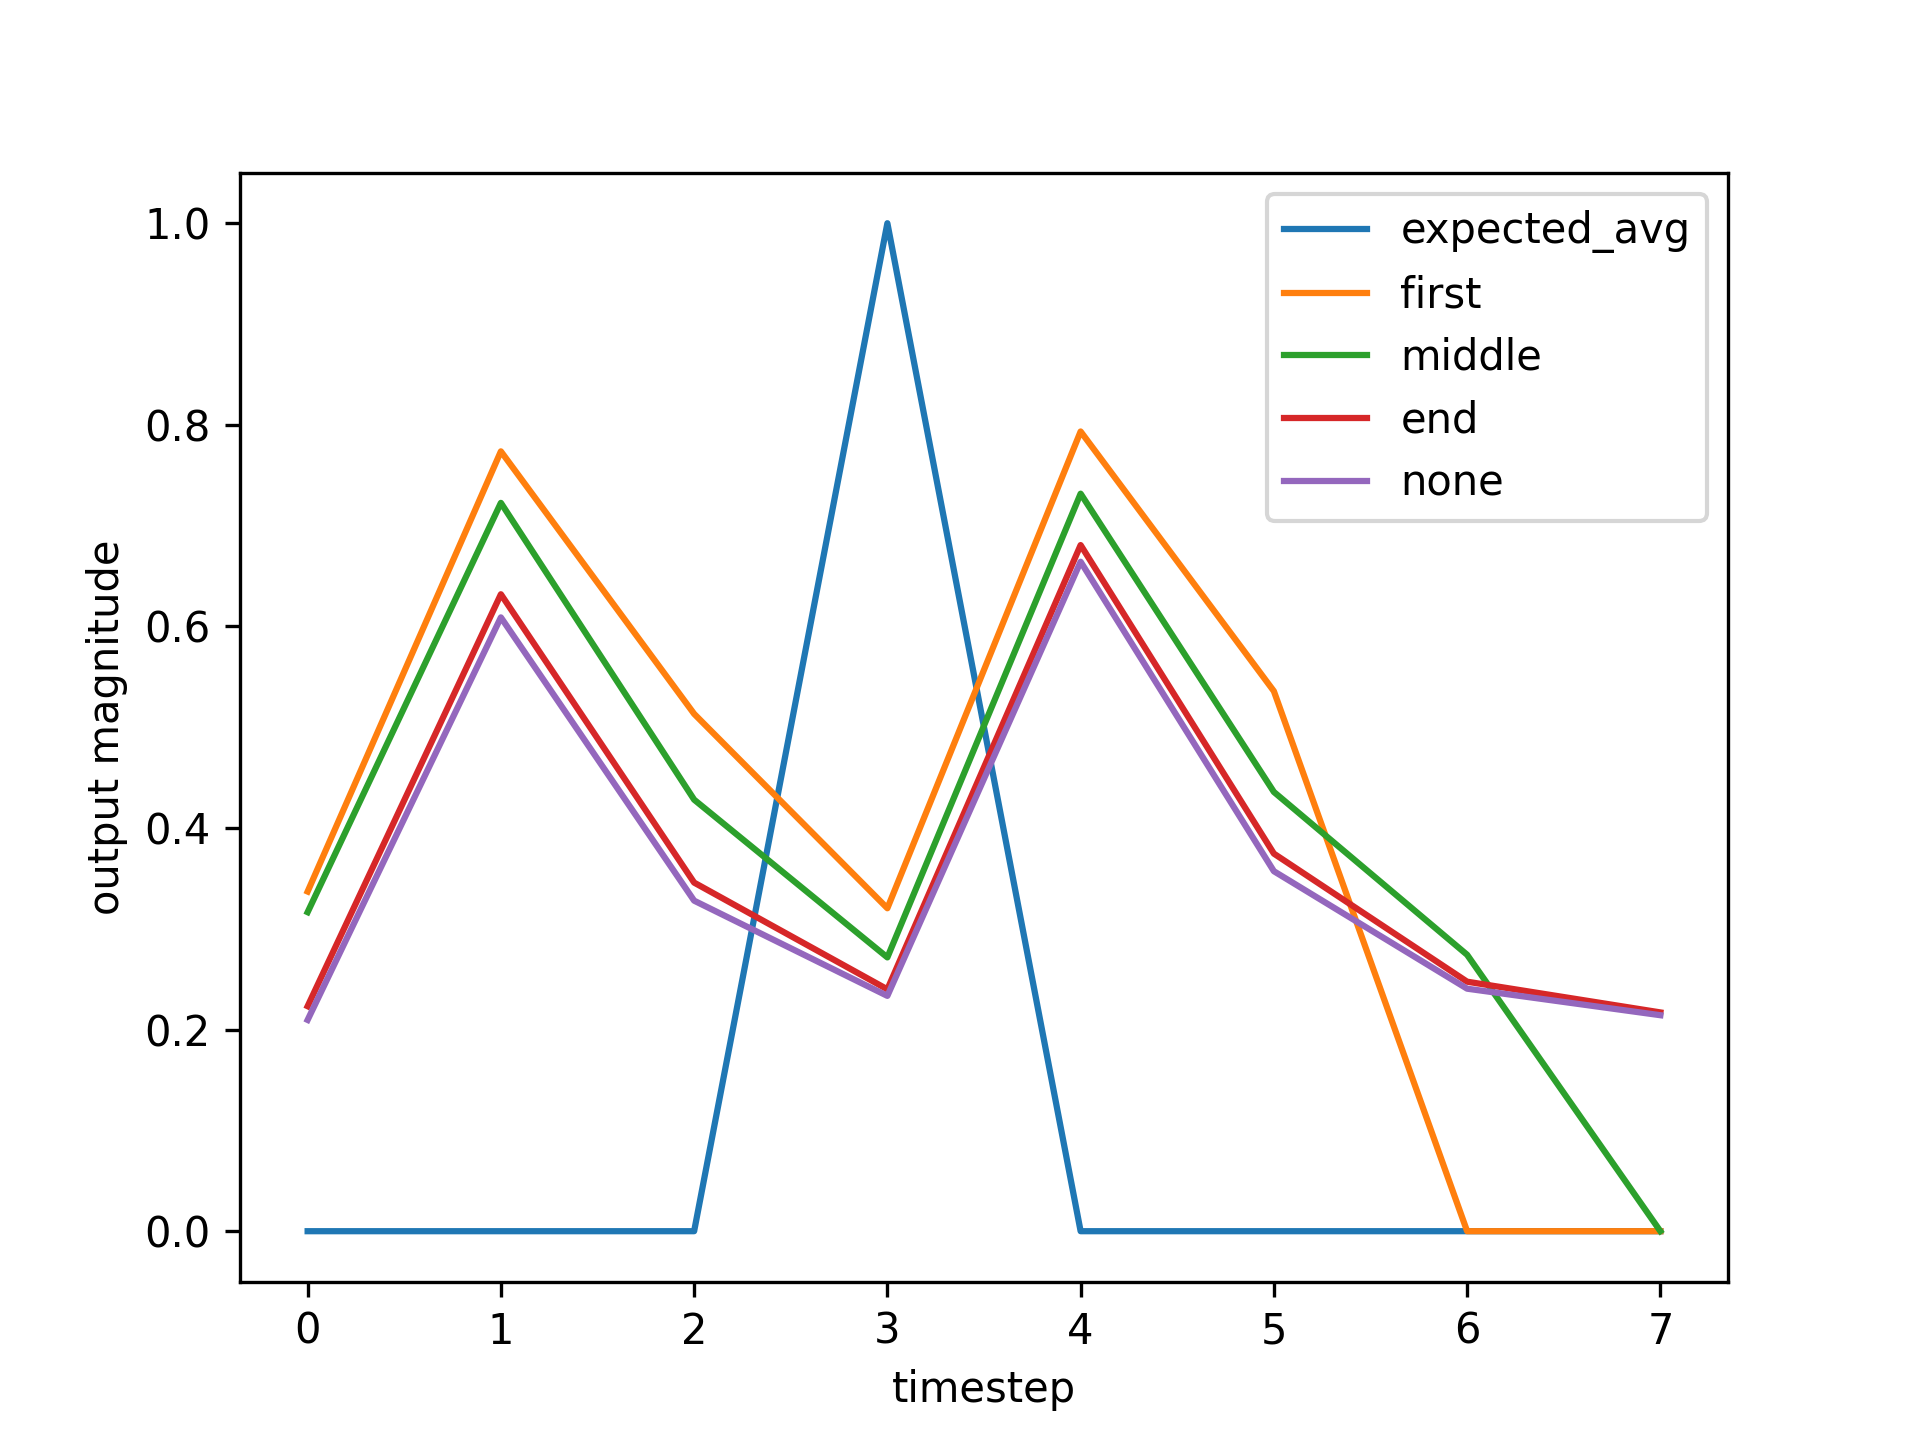 1.0
0.8
0.6
0.4
0.2
0.0
output magnitude
0 1 2 3 4 5 6 7
timestep
expected_avg
first
middle
end
none